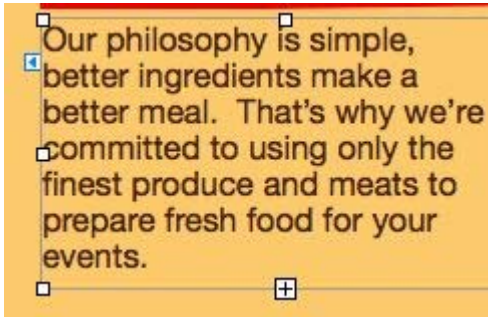 Our philosophy is simple,
better ingredients make a
better meal.  That's why we're
committed to using only the
finest produce and meats to
prepare fresh food for your
events.